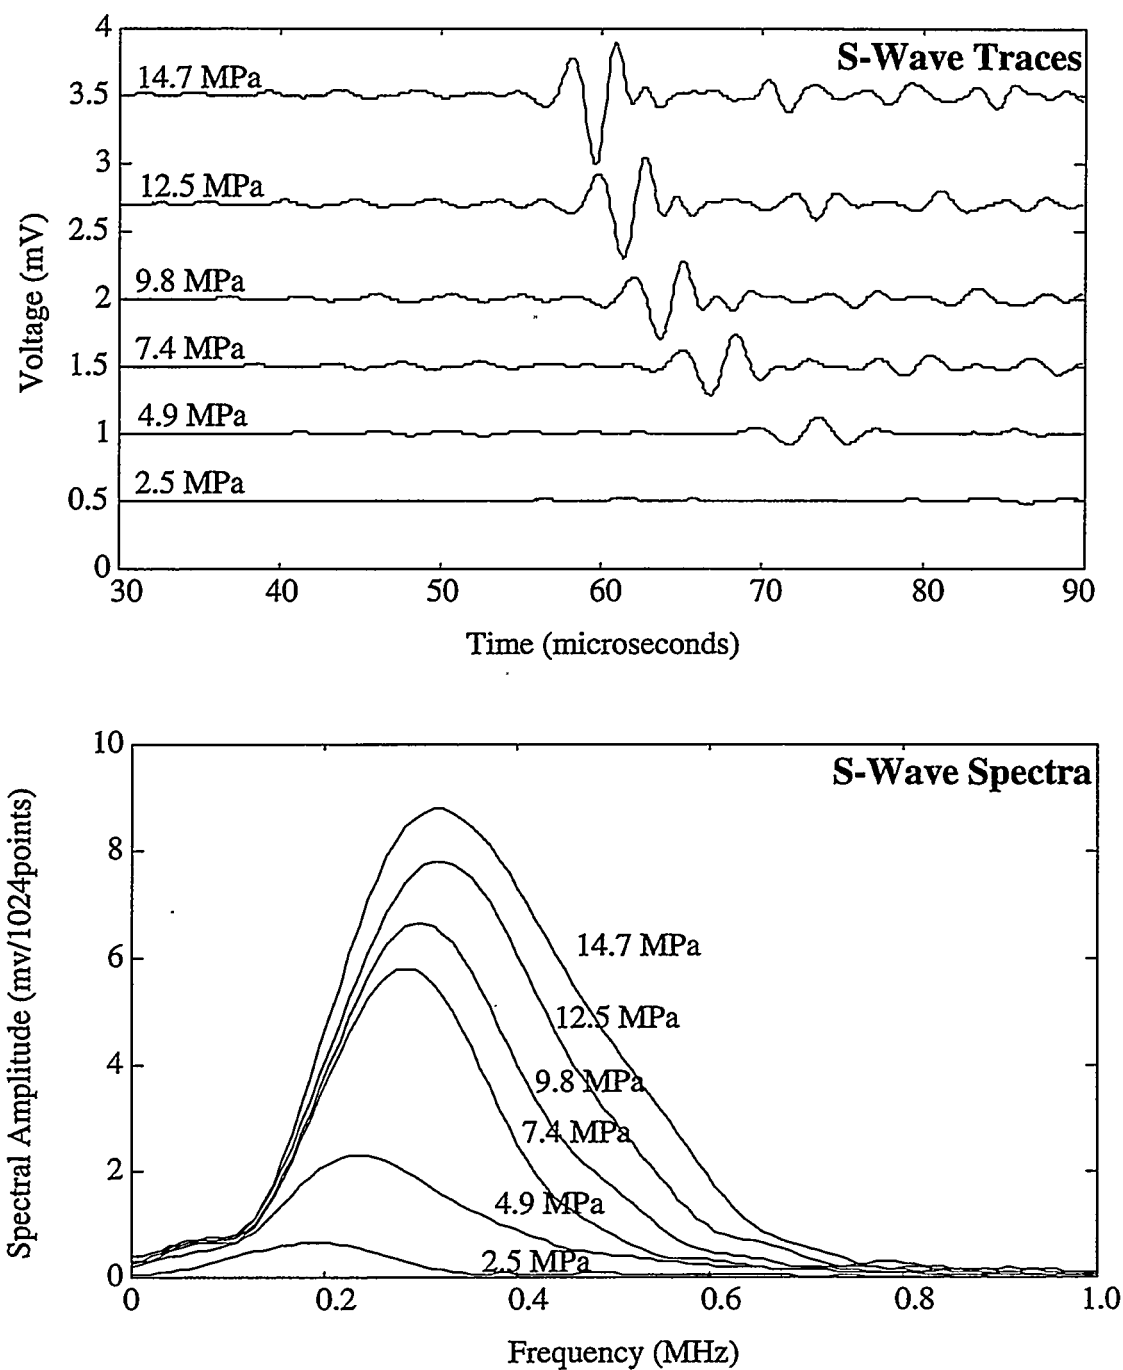 S-Wave Traces
4
14.7 MPa
3.5
3
12.5 MPa
2.5
9.8 MPa
2
7.4 MPa
1.5
4.9 MPa
1
2.5 MPa
0.5
0
Voltage (mV)
30 40 50 60 70 80 90
Time (microseconds)
S-Wave Spectra
10
8
6
4
2
0
Spectral Amplitude (mv/1024points)
14.7 MPa
12.5 MPa
9.8 MPa
7.4 MPa
4.9 MPa
2.5 MPa
0 0.2 0.4 0.6 0.8 1.0
Frequency (MHz)